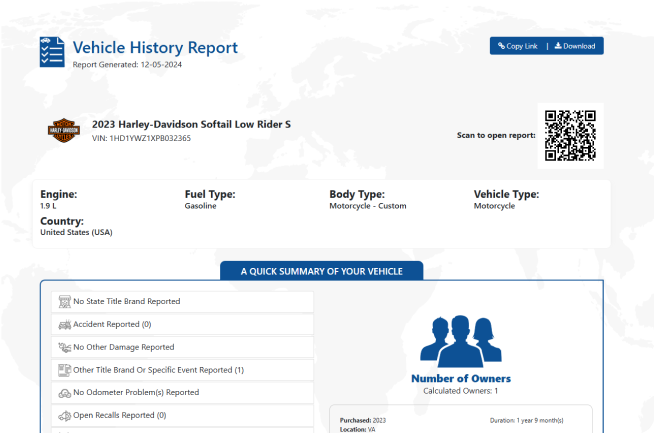 Vehicle History Report
Report Generated: 12-05-2024
Copy Link | Download
HARLEY-DAVIDSON
2023 Harley-Davidson Softail Low Rider S
VIN: 1HD1YWZ1XPB032365
Scan to open report:
Engine:
1.9 L
Fuel Type:
Gasoline
Body Type:
Motorcycle - Custom
Vehicle Type:
Motorcycle
Country:
United States (USA)
A QUICK SUMMARY OF YOUR VEHICLE
No State Title Brand Reported
Accident Reported (0)
No Other Damage Reported
Other Title Brand Or Specific Event Reported (1)
No Odometer Problem(s) Reported
Open Recalls Reported (0)
Number of Owners
Calculated Owners: 1
Purchased: 2023
Duration: 1 year 9 month(s)
Location: VA